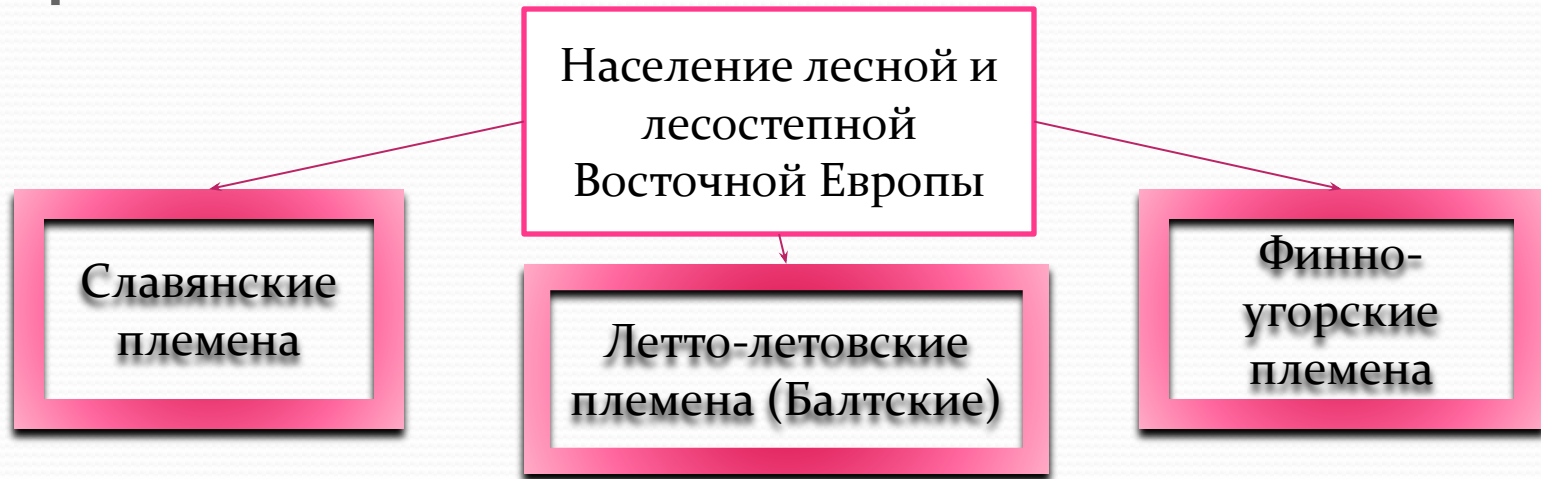 Население лесной и
лесостепной
Восточной Европы
Славянские
племена
Летто-летовские
племена (Балтские)
Финно-
угорские
племена